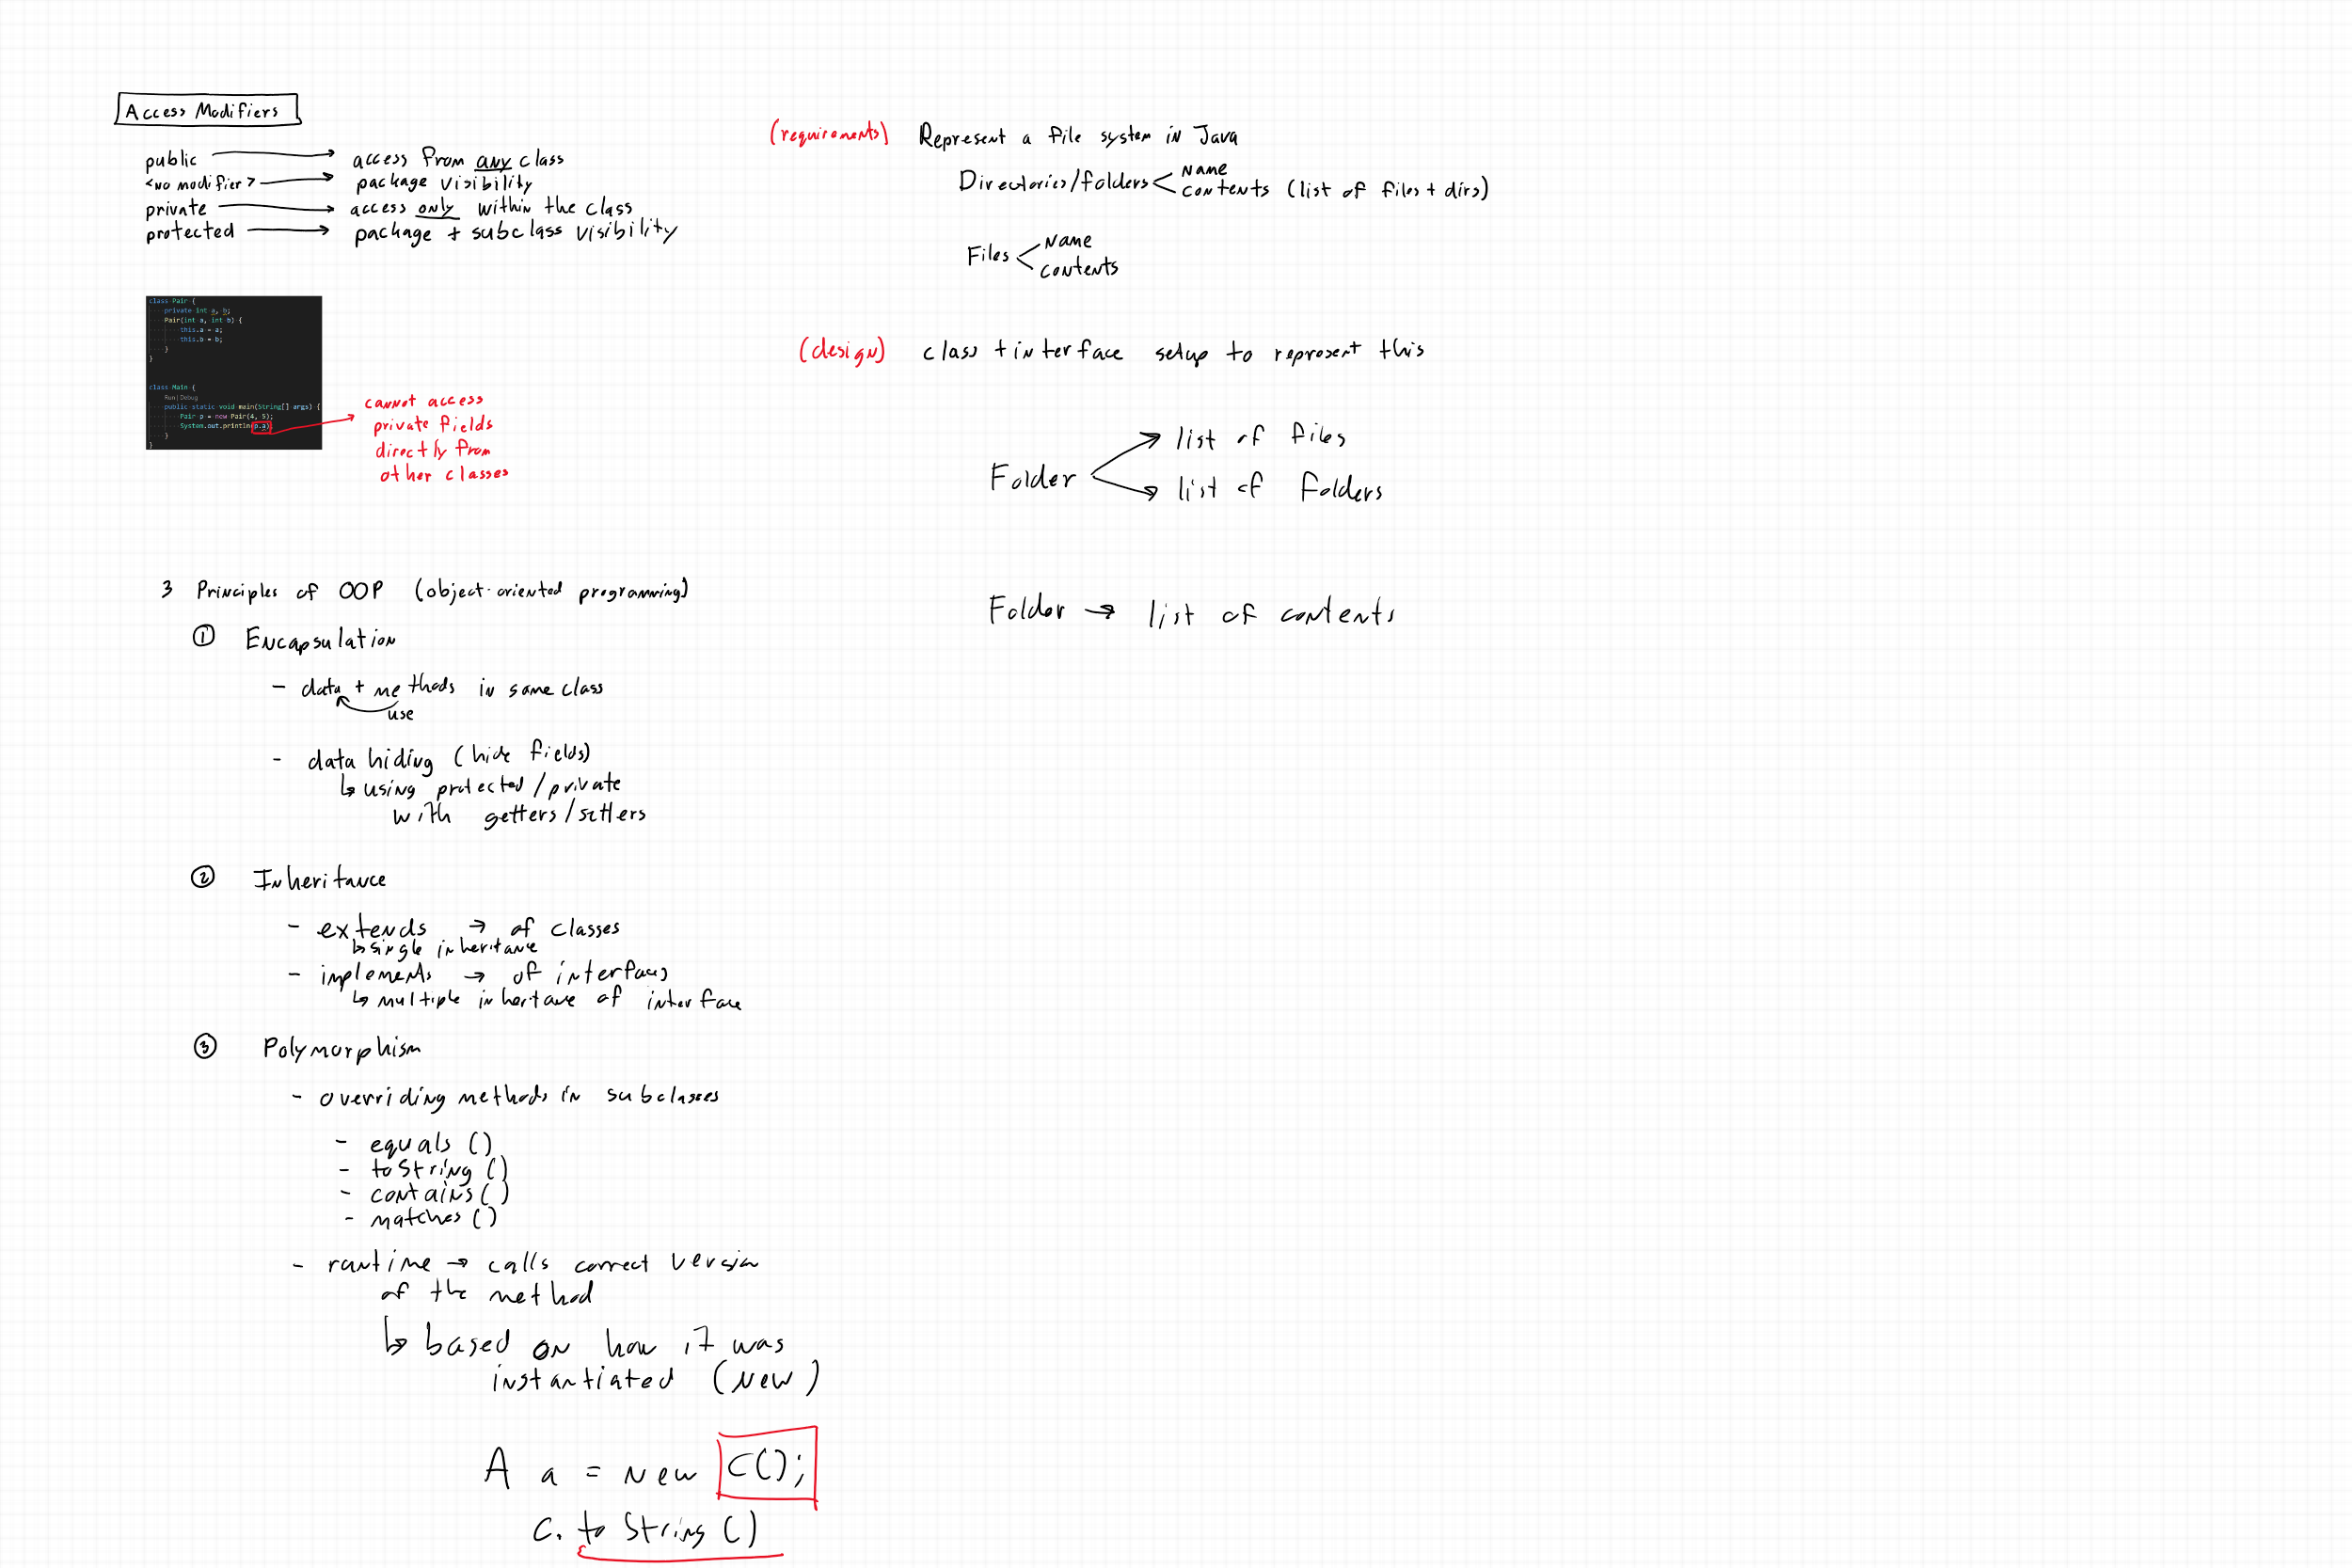 Access Modifiers
public → access from any class
<no modifier> → package visibility
private → access only within the class
protected → package + subclass visibility
class Pair {
private int a, b;
Pair(int a, int b) {
this.a = a;
this.b = b;
}
}
class Main {
Run | Debug
public static void main(String[] args) {
Pair p = new Pair(4, 5);
System.out.println(p.a);
}
}
cannot access
private fields
directly from
other classes
3 Principles of OOP (object-oriented programming)
① Encapsulation
- data + methods in same class
use
- data hiding (hide fields)
↳ using protected/private
with getters/setters
② Inheritance
- extends → of classes
↳ single inheritance
- implements → of interfaces
↳ multiple inheritance of interface
③ Polymorphism
- overriding methods in subclasses
- equals ()
- toString ()
- contains ()
- matches ()
- runtime → calls correct version
of the method
↳ based on how it was
instantiated (new)
A a = new C();
c. to String ()
(requirements) Represent a file system in Java
Directories/folders < name
contents (list of files + dirs)
Files < name
contents
(design) class + interface setup to represent this
Folder → list of files
→ list of folders
Folder → list of contents